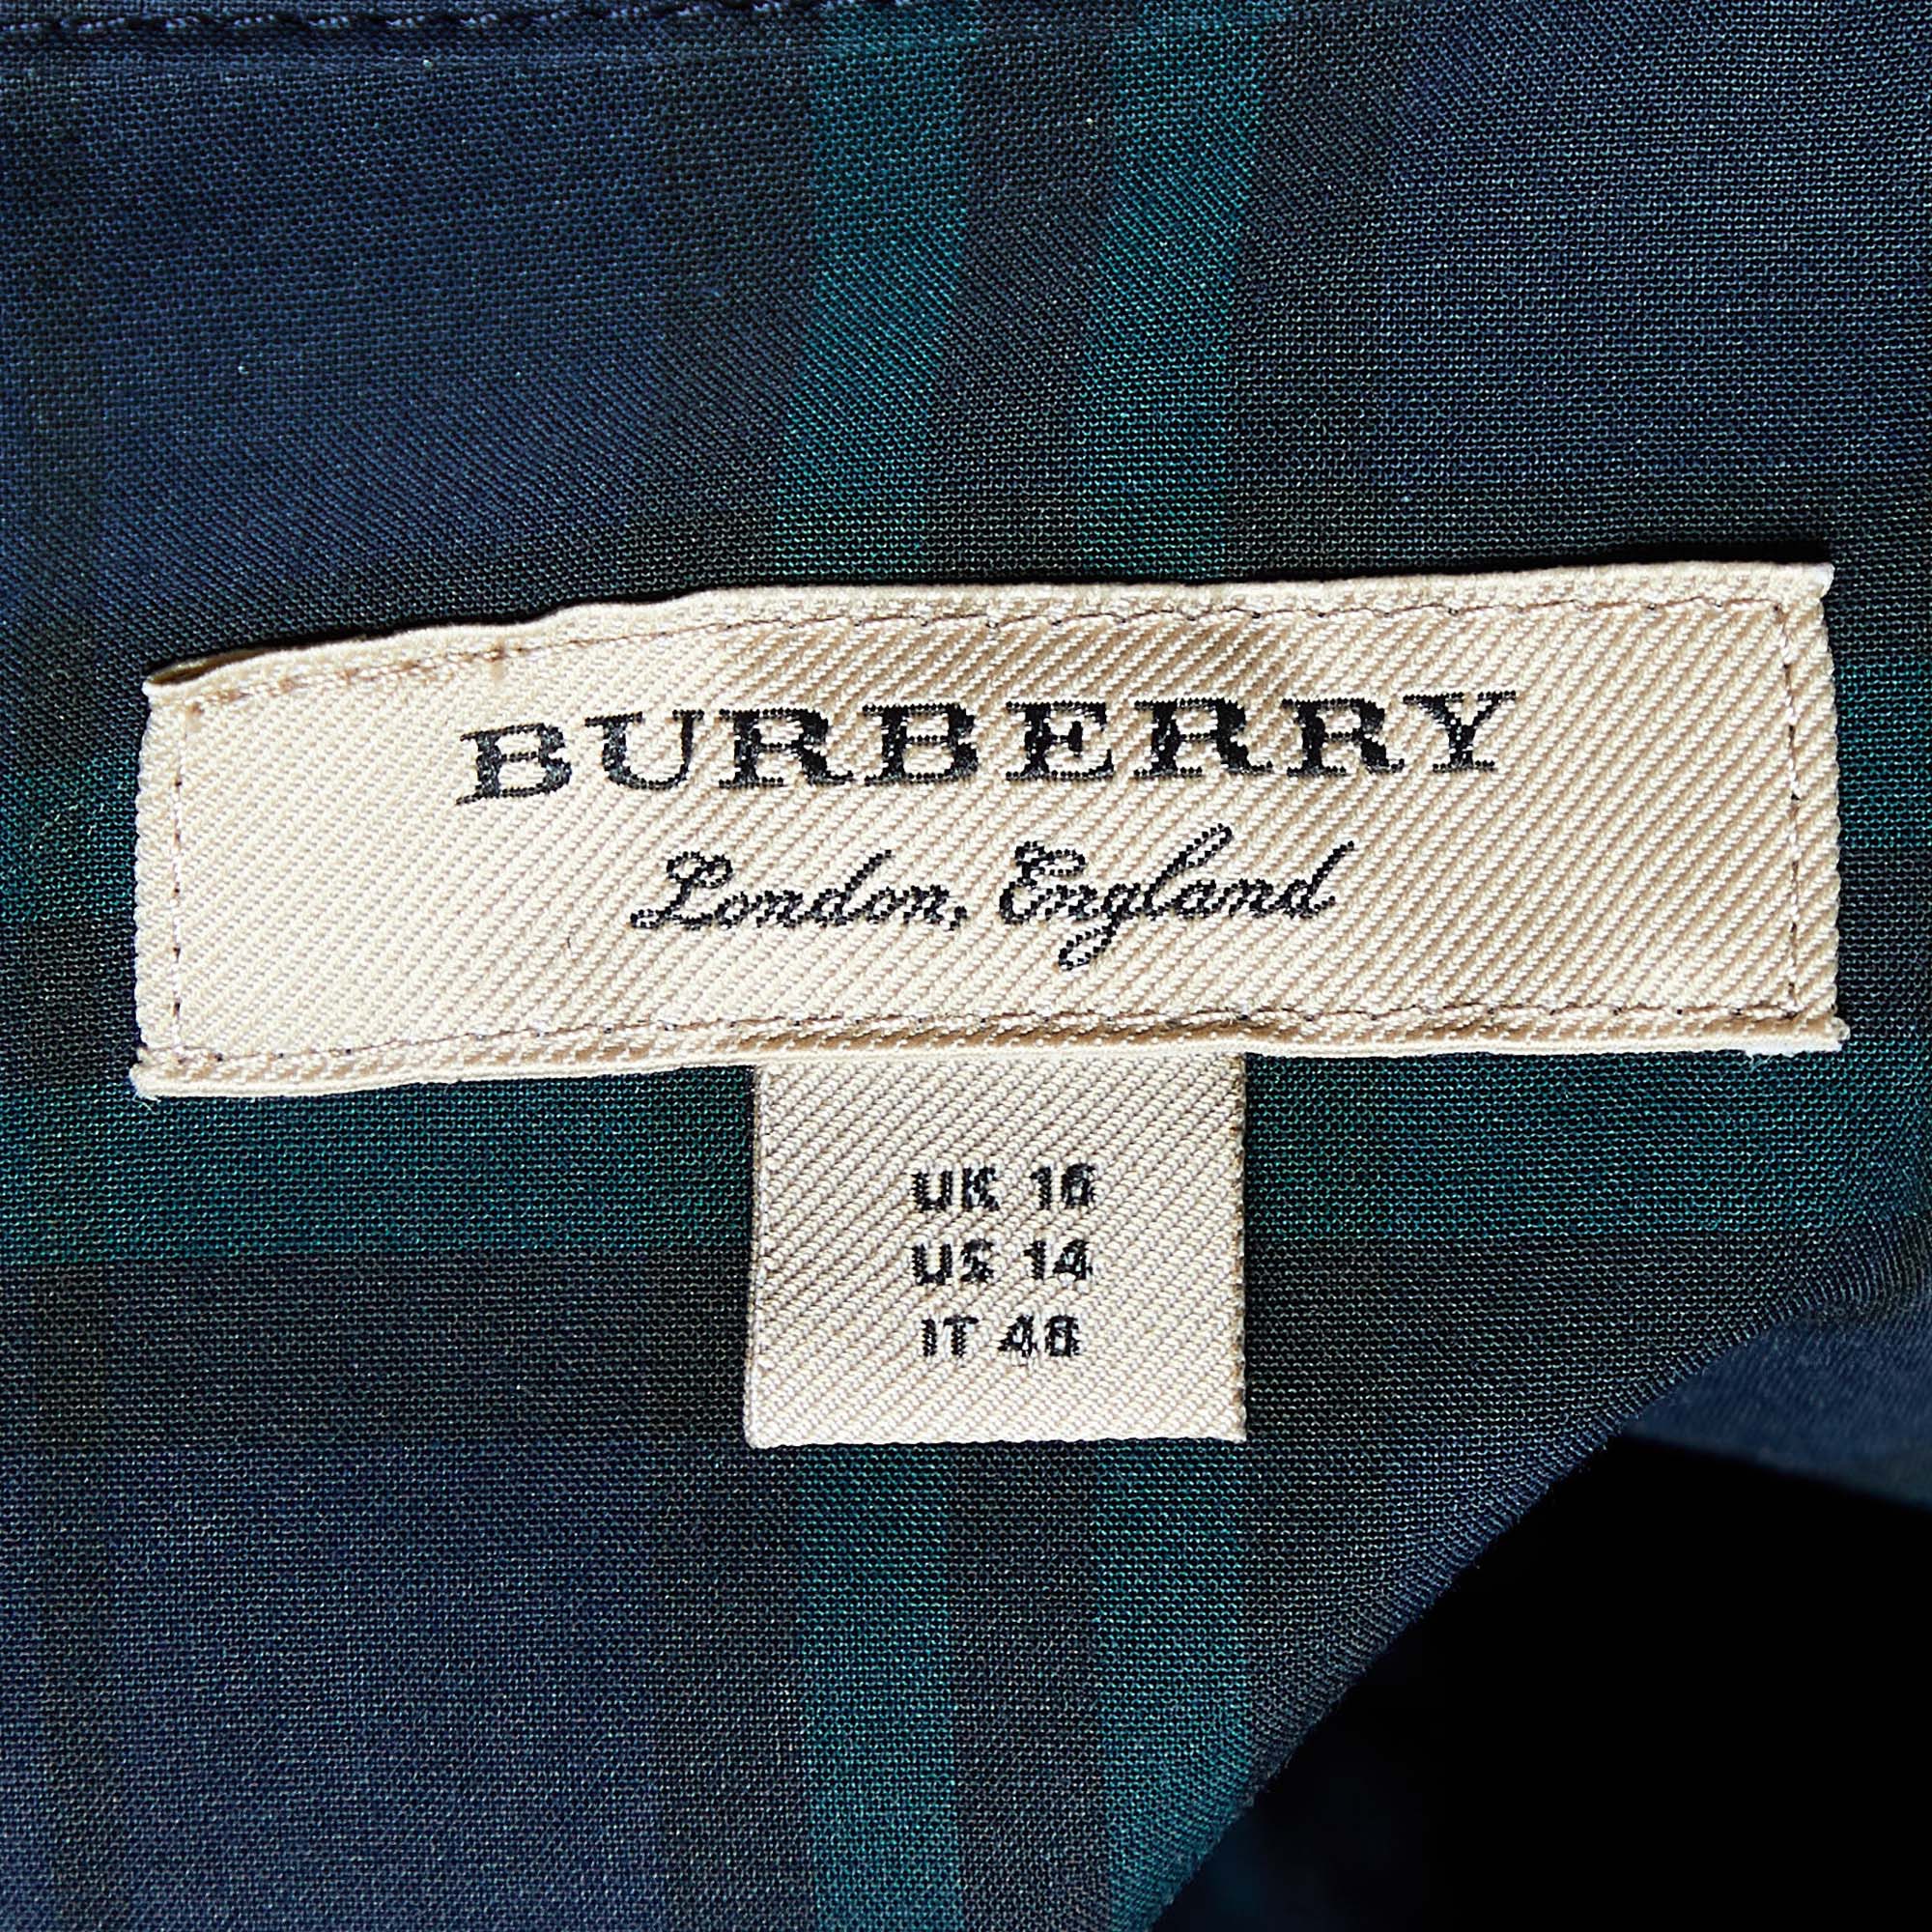 BURBERRY
London, England
UK 16
US 14
IT 48